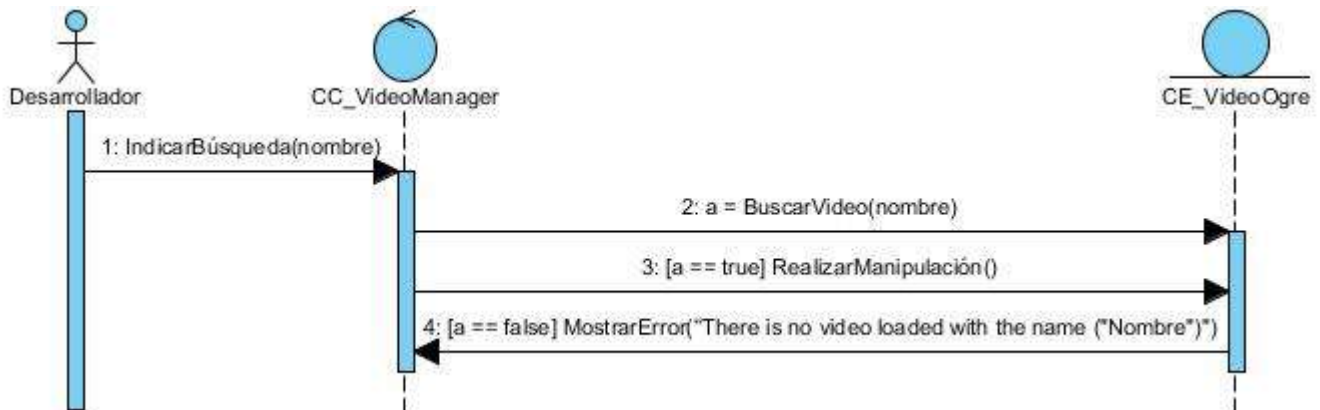 Desarrollador
CC_VideoManager
CE_VideoOgre
1: IndicarBúsqueda(nombre)
2: a = BuscarVideo(nombre)
3: [a == true] RealizarManipulación()
4: [a == false] MostrarError("There is no video loaded with the name ("Nombre")")